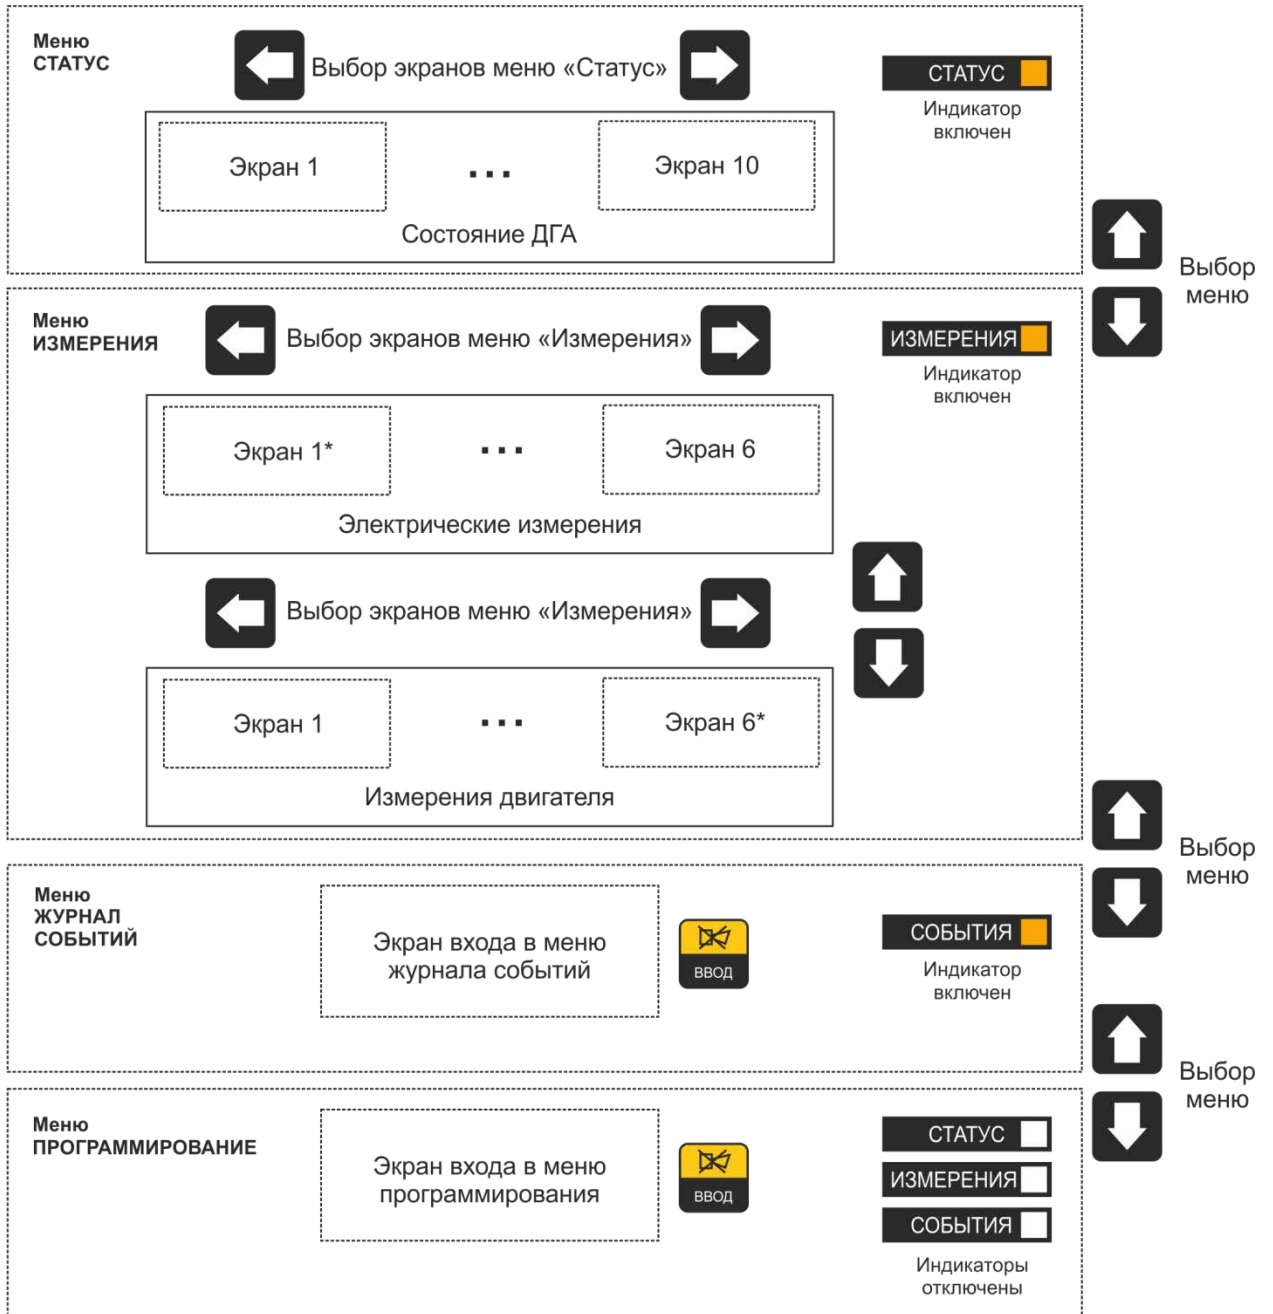 Меню
СТАТУС
Выбор экранов меню «Статус»
СТАТУС
Индикатор
включен
Экран 1
...
Экран 10
Состояние ДГА
Выбор
меню
Меню
ИЗМЕРЕНИЯ
Выбор экранов меню «Измерения»
ИЗМЕРЕНИЯ
Индикатор
включен
Экран 1*
...
Экран 6
Электрические измерения
Выбор экранов меню «Измерения»
Экран 1
...
Экран 6*
Измерения двигателя
Выбор
меню
Меню
ЖУРНАЛ
СОБЫТИЙ
Экран входа в меню
журнала событий
ВВОД
СОБЫТИЯ
Индикатор
включен
Выбор
меню
Меню
ПРОГРАММИРОВАНИЕ
Экран входа в меню
программирования
ВВОД
СТАТУС
ИЗМЕРЕНИЯ
СОБЫТИЯ
Индикаторы
отключены